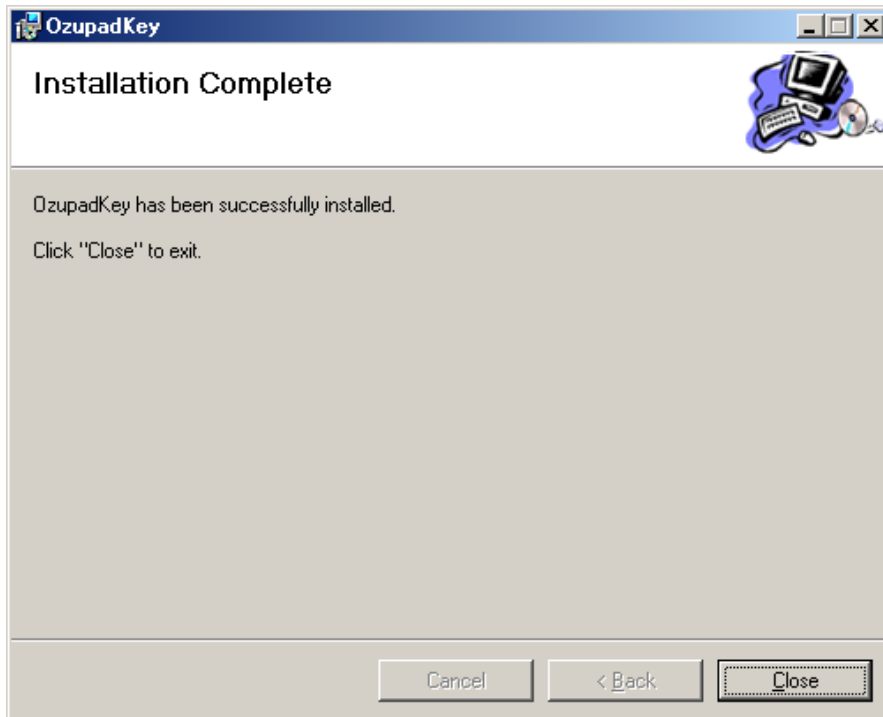 OzupadKey
Installation Complete
OzupadKey has been successfully installed.
Click "Close" to exit.
Cancel
< Back
Close